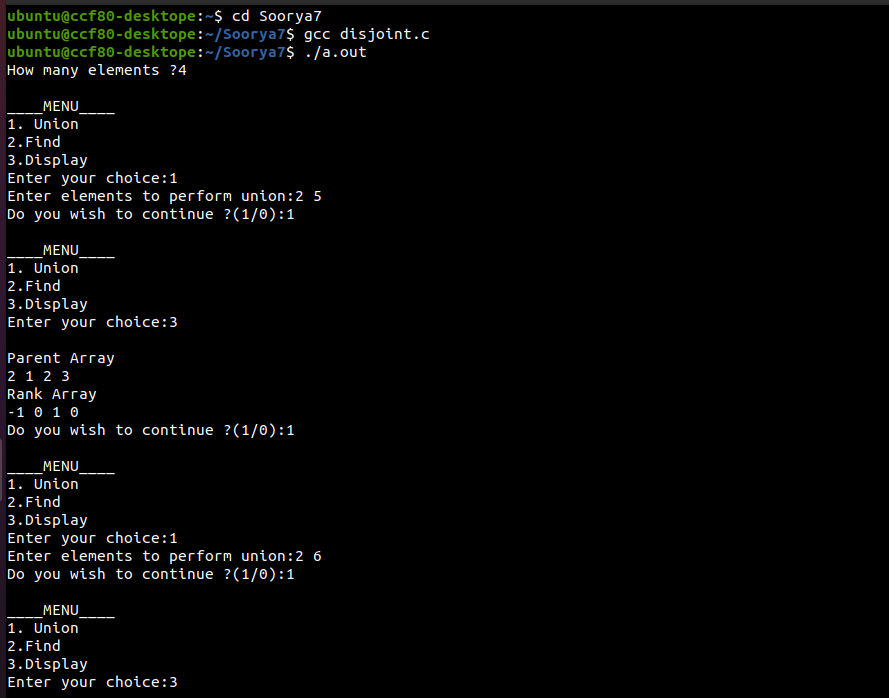 ubuntu@ccf80-desktope:~$ cd Soorya7
ubuntu@ccf80-desktope:~/Soorya7$ gcc disjoint.c
ubuntu@ccf80-desktope:~/Soorya7$ ./a.out
How many elements ?4
____MENU____
1. Union
2.Find
3.Display
Enter your choice:1
Enter elements to perform union:2 5
Do you wish to continue ?(1/0):1
____MENU____
1. Union
2.Find
3.Display
Enter your choice:3
Parent Array
2 1 2 3
Rank Array
-1 0 1 0
Do you wish to continue ?(1/0):1
____MENU____
1. Union
2.Find
3.Display
Enter your choice:1
Enter elements to perform union:2 6
Do you wish to continue ?(1/0):1
____MENU____
1. Union
2.Find
3.Display
Enter your choice:3